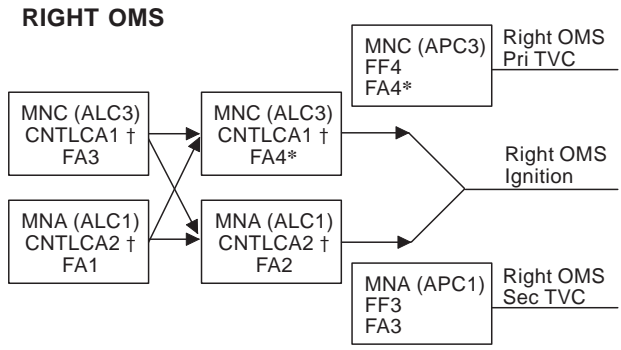 RIGHT OMS
MNC (APC3)
FF4
FA4*
Right OMS
Pri TVC
MNC (ALC3)
CNTLCA1 †
FA3
MNC (ALC3)
CNTLCA1 †
FA4*
Right OMS
Ignition
MNA (ALC1)
CNTLCA2 †
FA1
MNA (ALC1)
CNTLCA2 †
FA2
MNA (APC1)
FF3
FA3
Right OMS
Sec TVC